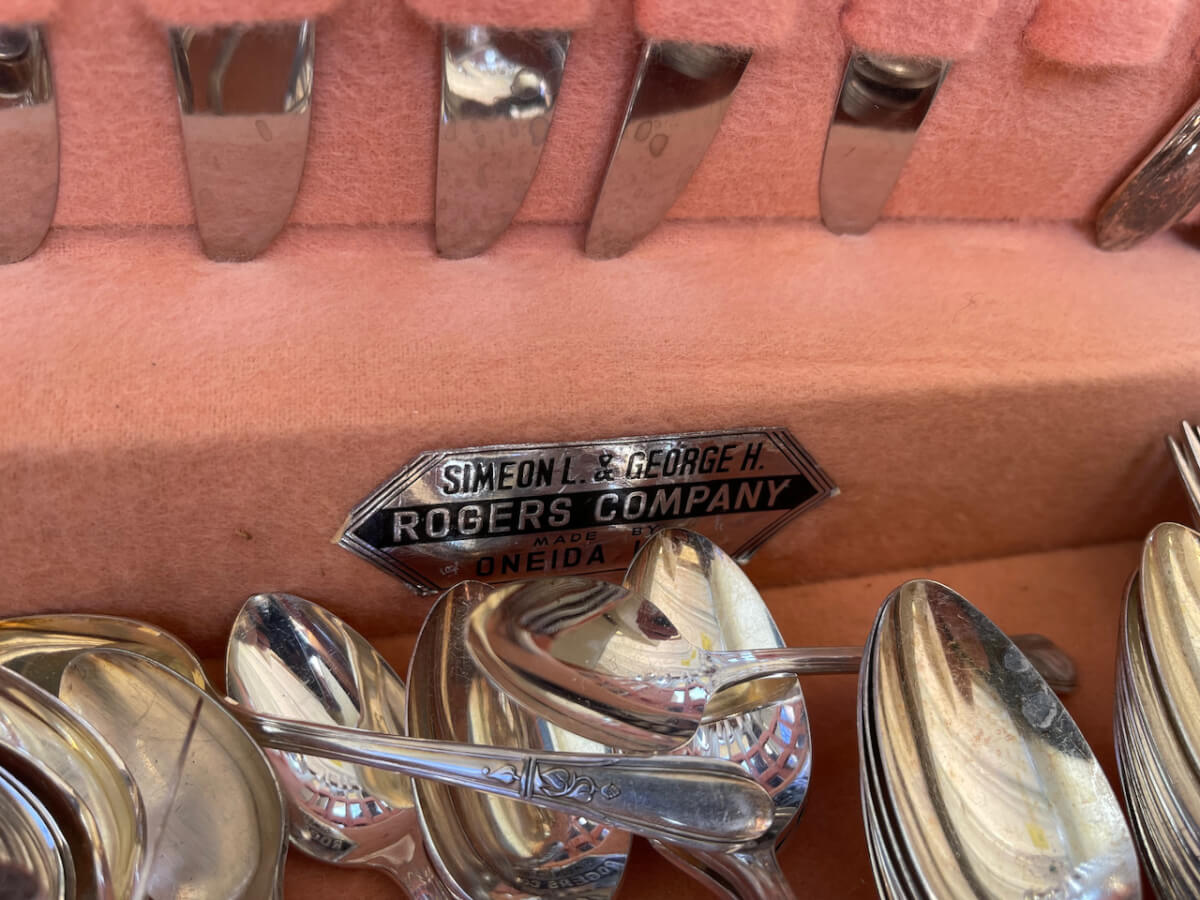 SIMEON L. & GEORGE H.
ROGERS COMPANY
MADE BY
ONEIDA